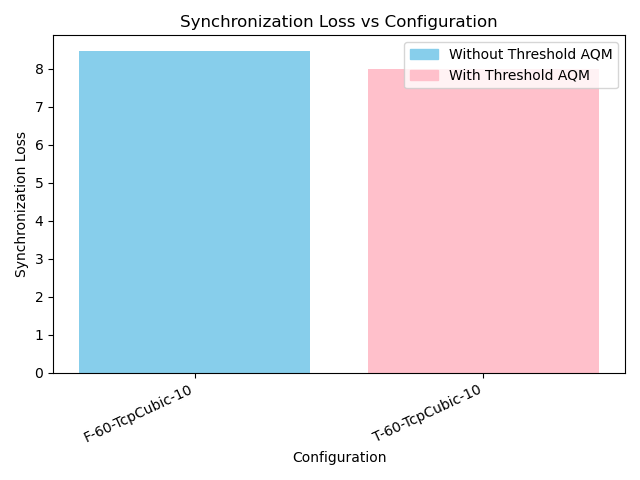 Synchronization Loss vs Configuration
Without Threshold AQM
With Threshold AQM
Synchronization Loss
8
7
6
5
4
3
2
1
0
F-60-TcpCubic-10
T-60-TcpCubic-10
Configuration